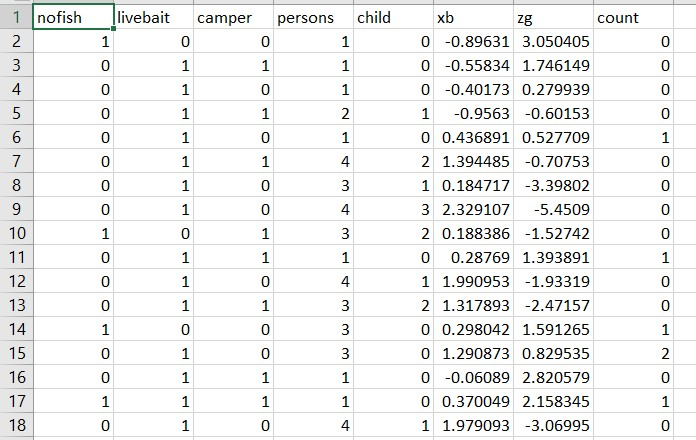 1 nofish livebait camper persons child xb zg count
2 1 0 0 1 0 -0.89631 3.050405 0
3 0 1 1 1 0 -0.55834 1.746149 0
4 0 1 0 1 0 -0.40173 0.279939 0
5 0 1 1 2 1 -0.9563 -0.60153 0
6 0 1 0 1 0 0.436891 0.527709 1
7 0 1 1 4 2 1.394485 -0.70753 0
8 0 1 0 3 1 0.184717 -3.39802 0
9 0 1 0 4 3 2.329107 -5.4509 0
10 1 0 1 3 2 0.188386 -1.52742 0
11 0 1 1 1 0 0.28769 1.393891 1
12 0 1 0 4 1 1.990953 -1.93319 0
13 0 1 1 3 2 1.317893 -2.47157 0
14 1 0 0 3 0 0.298042 1.591265 1
15 0 1 0 3 0 1.290873 0.829535 2
16 0 1 1 1 0 -0.06089 2.820579 0
17 1 1 1 1 0 0.370049 2.158345 1
18 0 1 0 4 1 1.979093 -3.06995 0